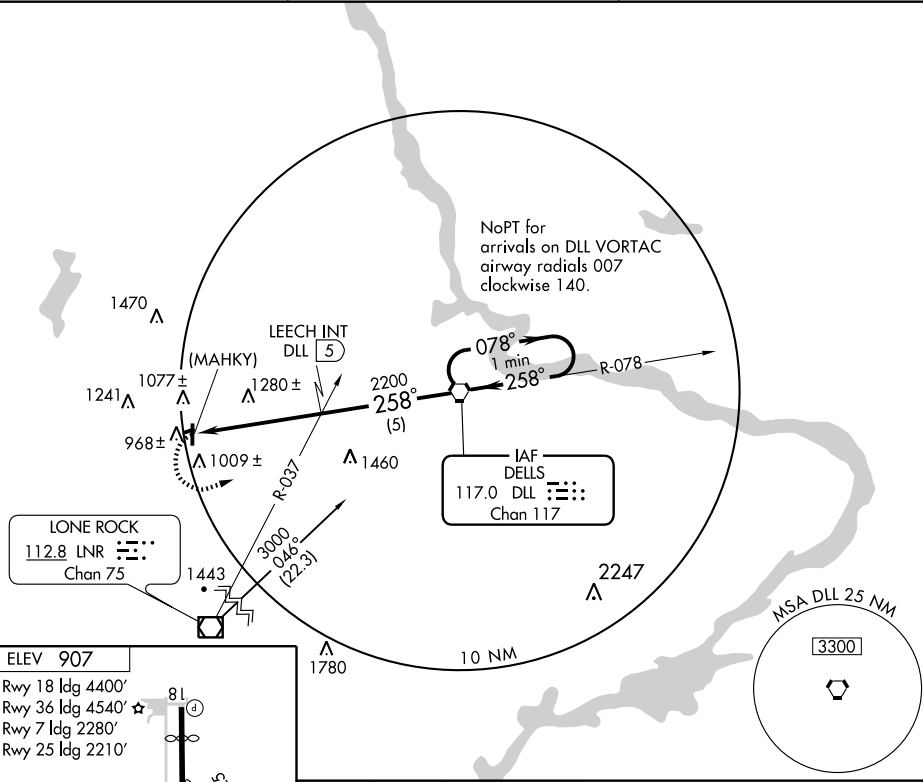 NoPT for
arrivals on DLL VORTAC
airway radials 007
clockwise 140.
1470
LEECH INT
DLL 5
(MAHKY)
078°
1 min
258°
R-078
1077 ±
1280 ±
2200
258°
(5)
1241
968 ±
1009 ±
1460
R-037
IAF
DELLS
117.0 DLL
Chan 117
LONE ROCK
112.8 LNR
Chan 75
3000
046°
(22.3)
1443
2247
MSA DLL 25 NM
3300
1780
10 NM
ELEV 907
Rwy 18 ldg 4400'
Rwy 36 ldg 4540'
Rwy 7 ldg 2280'
Rwy 25 ldg 2210'
18
P